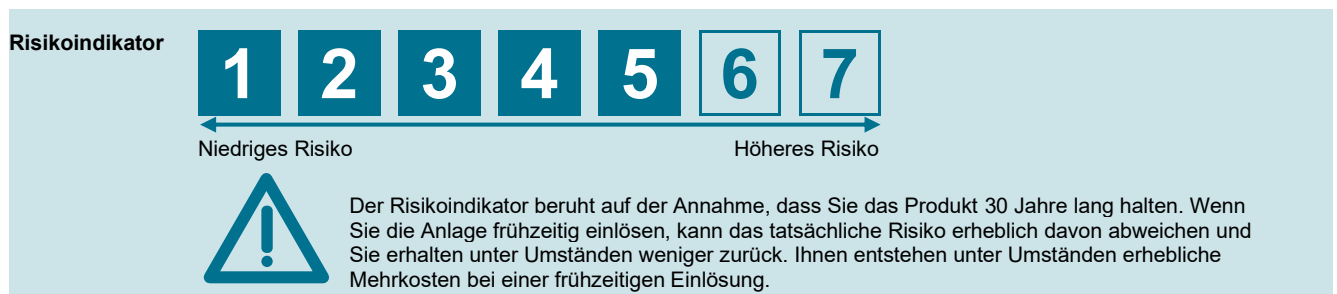 Risikoindikator
1 2 3 4 5 6 7
Niedriges Risiko Höheres Risiko
Der Risikoindikator beruht auf der Annahme, dass Sie das Produkt 30 Jahre lang halten. Wenn
Sie die Anlage frühzeitig einlösen, kann das tatsächliche Risiko erheblich davon abweichen und
Sie erhalten unter Umständen weniger zurück. Ihnen entstehen unter Umständen erhebliche
Mehrkosten bei einer frühzeitigen Einlösung.